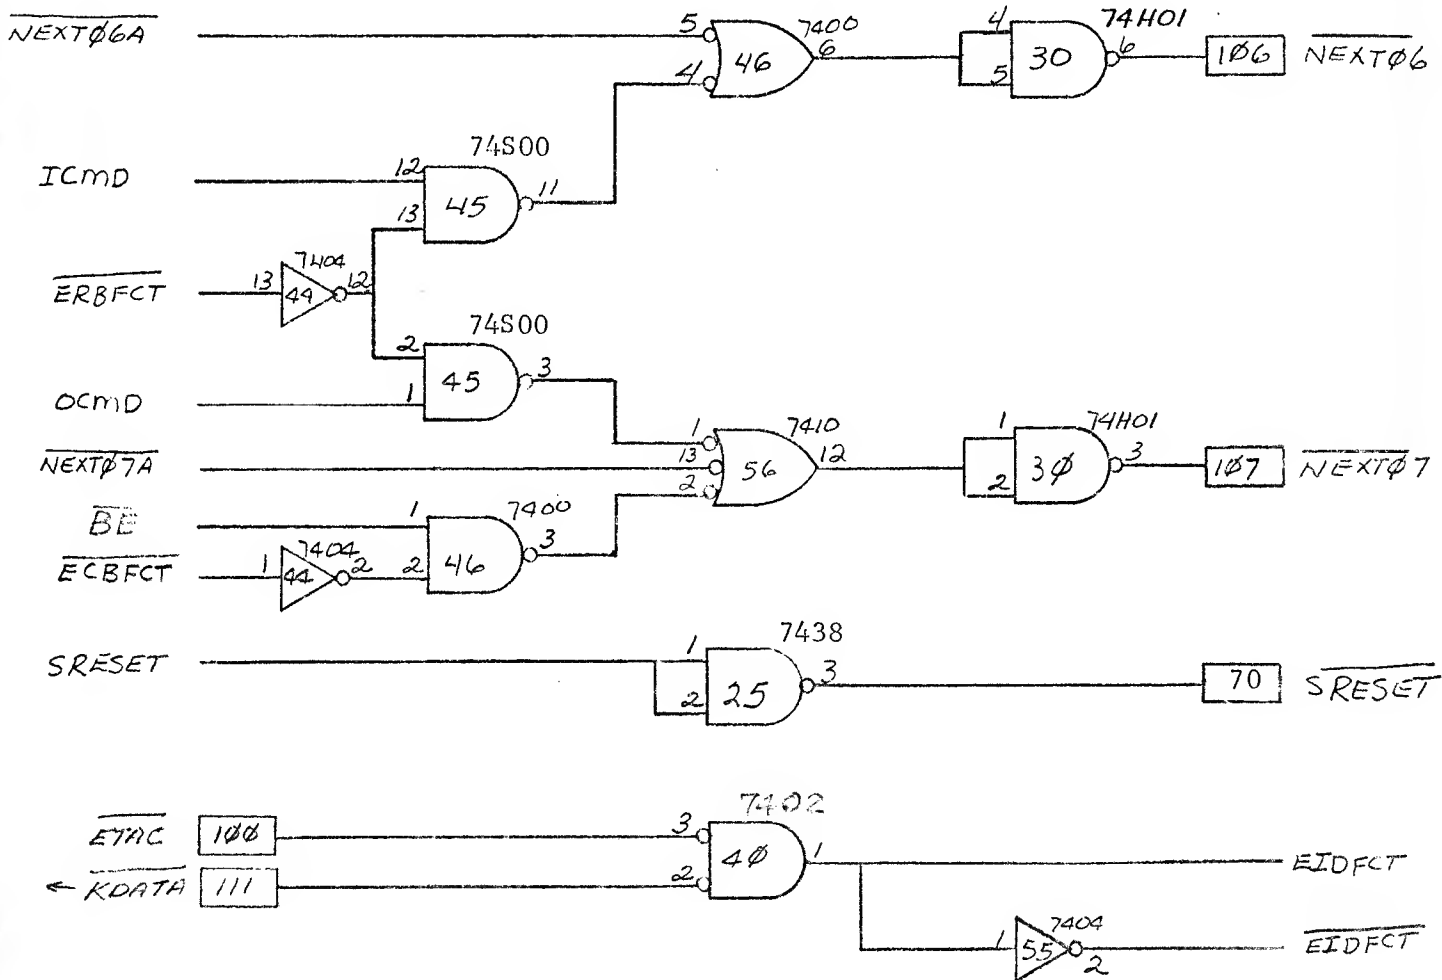 NEXTØ6A
5
7400
46
6
4
4
74H01
30
6
5
1Ø6
NEXTØ6
ICMD
12
74S00
45
11
13
ERBFCT
13
7404
44
12
74S00
2
45
3
1
OCMD
NEXTØ7A
1
7410
13
56
12
2
1
74H01
3Ø
3
2
1Ø7
NEXTØ7
BE
1
7400
46
3
ECBFCT
1
7404
44
2
2
SRESET
1
7438
25
3
2
70
SRESET
ETAC
1ØØ
3
7402
4Ø
1
EIDFCT
← KDATA
111
2
1
7404
55
2
EIDFCT